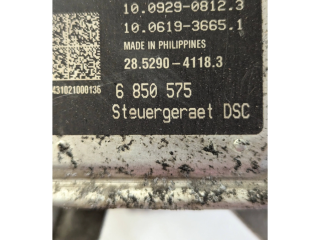 10.0929-0812.3
10.0619-3665.1
MADE IN PHILIPPINES
28.5290-4118.3
431021000136
6 850 575
Steuergeraet DSC